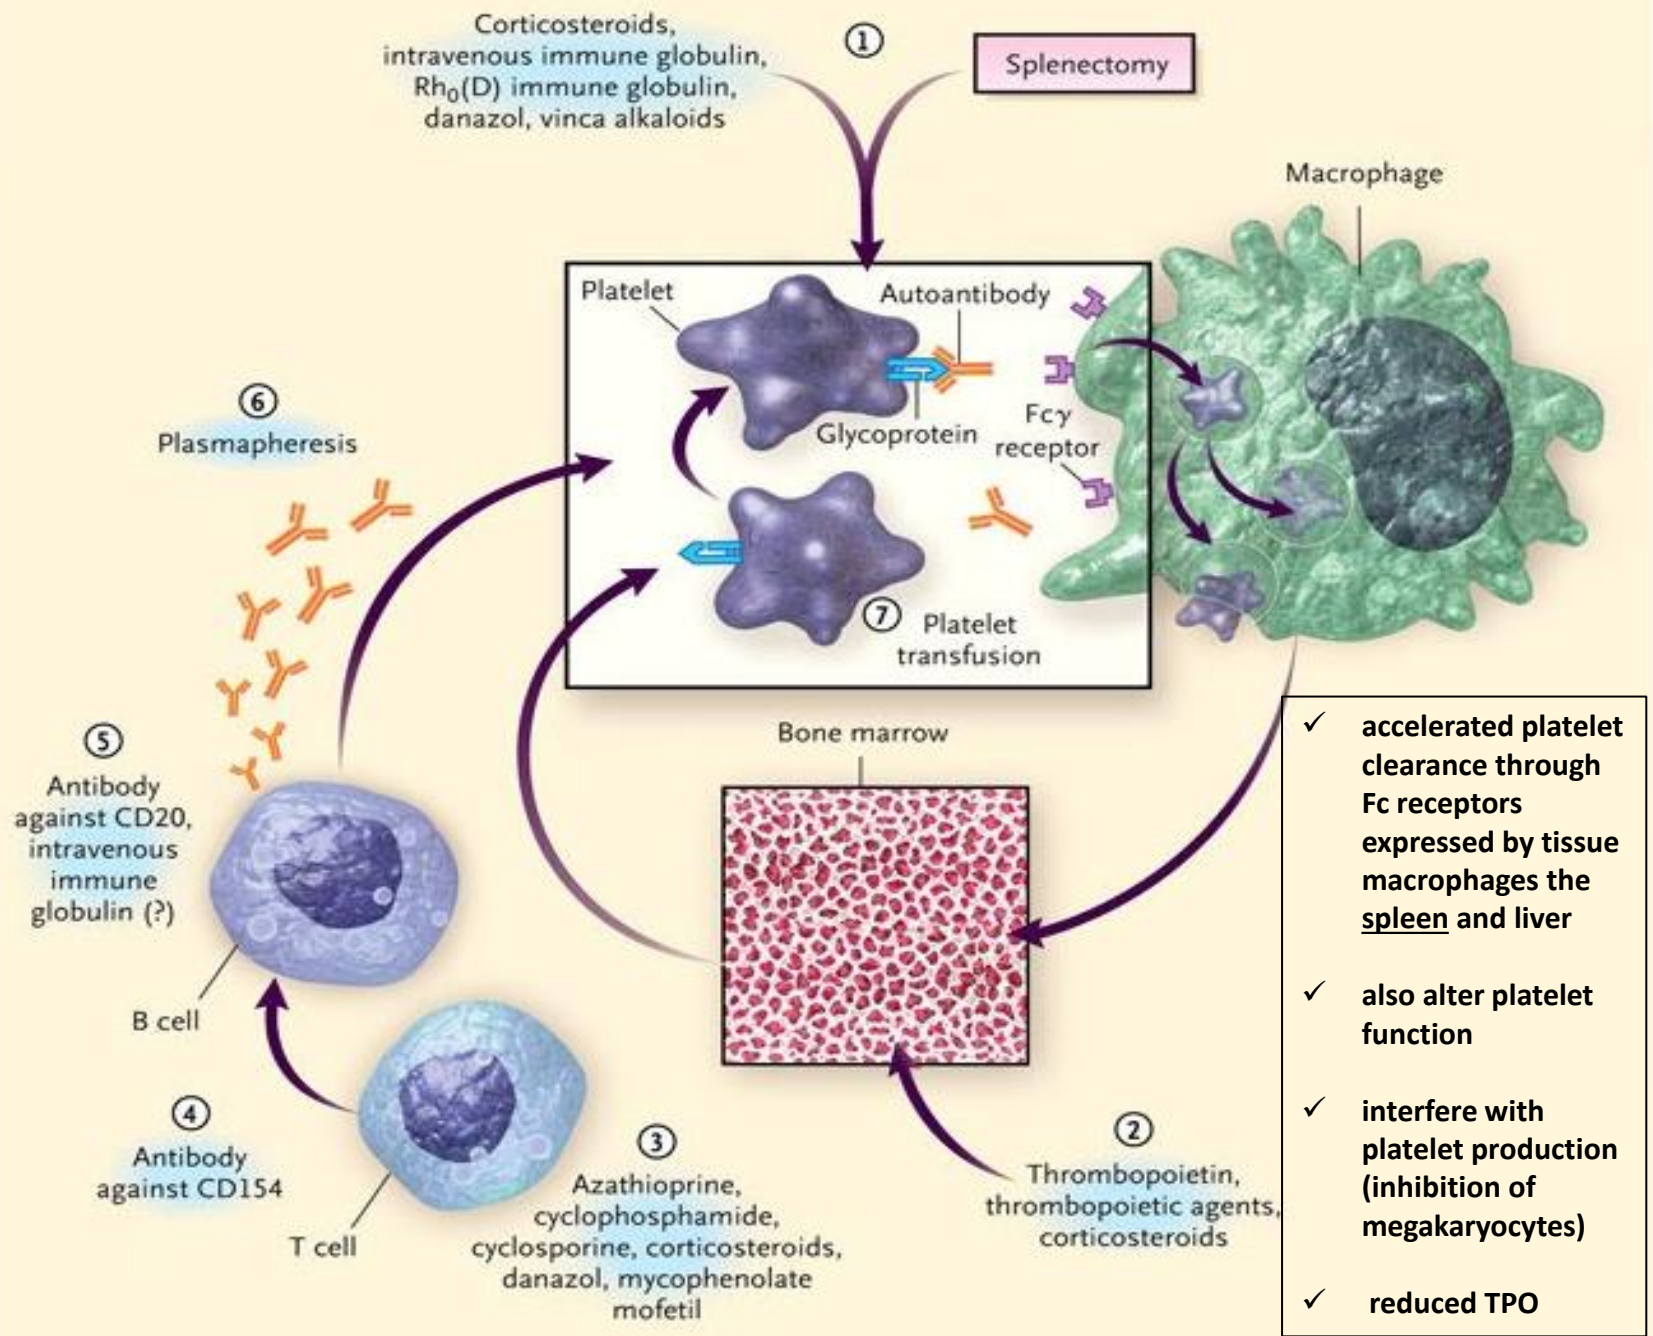 Corticosteroids,
intravenous immune globulin,
Rh₀(D) immune globulin,
danazol, vinca alkaloids
①
Splenectomy
Macrophage
Platelet
Autoantibody
Glycoprotein
Fcγ
receptor
⑦ Platelet
transfusion
⑥
Plasmapheresis
⑤
Antibody
against CD20,
intravenous
immune
globulin (?)
B cell
④
Antibody
against CD154
T cell
③
Azathioprine,
cyclophosphamide,
cyclosporine, corticosteroids,
danazol, mycophenolate
mofetil
Bone marrow
②
Thrombopoietin,
thrombopoietic agents,
corticosteroids
✓ accelerated platelet
clearance through
Fc receptors
expressed by tissue
macrophages the
spleen and liver
✓ also alter platelet
function
✓ interfere with
platelet production
(inhibition of
megakaryocytes)
✓ reduced TPO